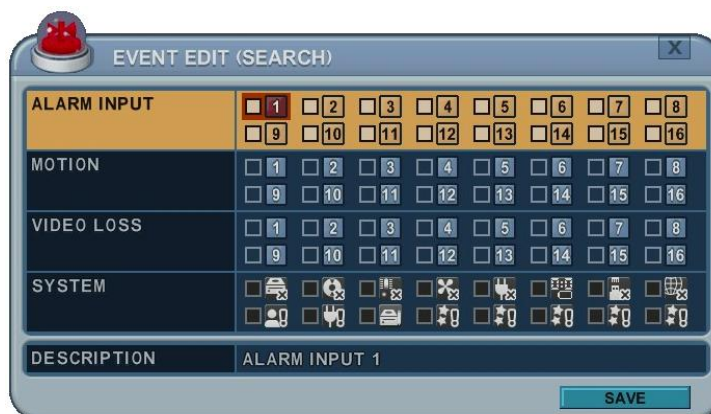 EVENT EDIT (SEARCH)
X
ALARM INPUT
1 2 3 4 5 6 7 8
9 10 11 12 13 14 15 16
MOTION
1 2 3 4 5 6 7 8
9 10 11 12 13 14 15 16
VIDEO LOSS
1 2 3 4 5 6 7 8
9 10 11 12 13 14 15 16
SYSTEM
DESCRIPTION
ALARM INPUT 1
SAVE